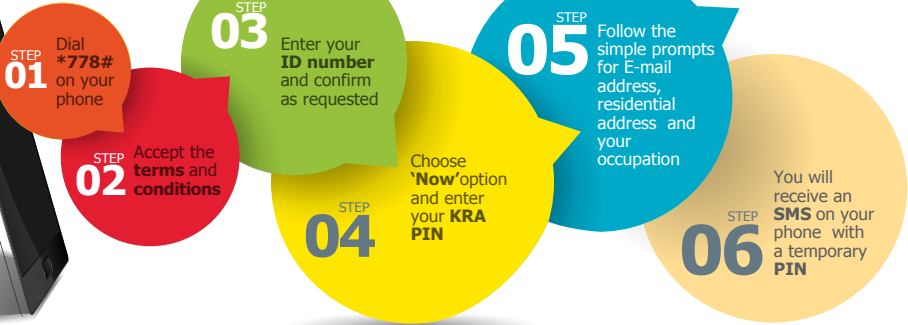 STEP
01
Dial
*778#
on your
phone
STEP
02
Accept the
terms and
conditions
STEP
03
Enter your
ID number
and confirm
as requested
STEP
04
Choose
‘Now’option
and enter
your KRA
PIN
STEP
05
Follow the
simple prompts
for E-mail
address,
residential
address and
your
occupation
STEP
06
You will
receive an
SMS on your
phone with
a temporary
PIN